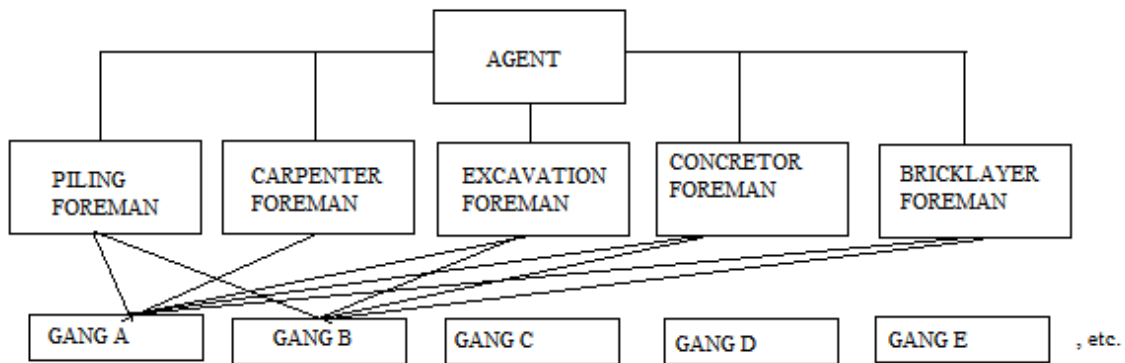 AGENT
PILING
FOREMAN
CARPENTER
FOREMAN
EXCAVATION
FOREMAN
CONCRETOR
FOREMAN
BRICKLAYER
FOREMAN
GANG A
GANG B
GANG C
GANG D
GANG E
, etc.